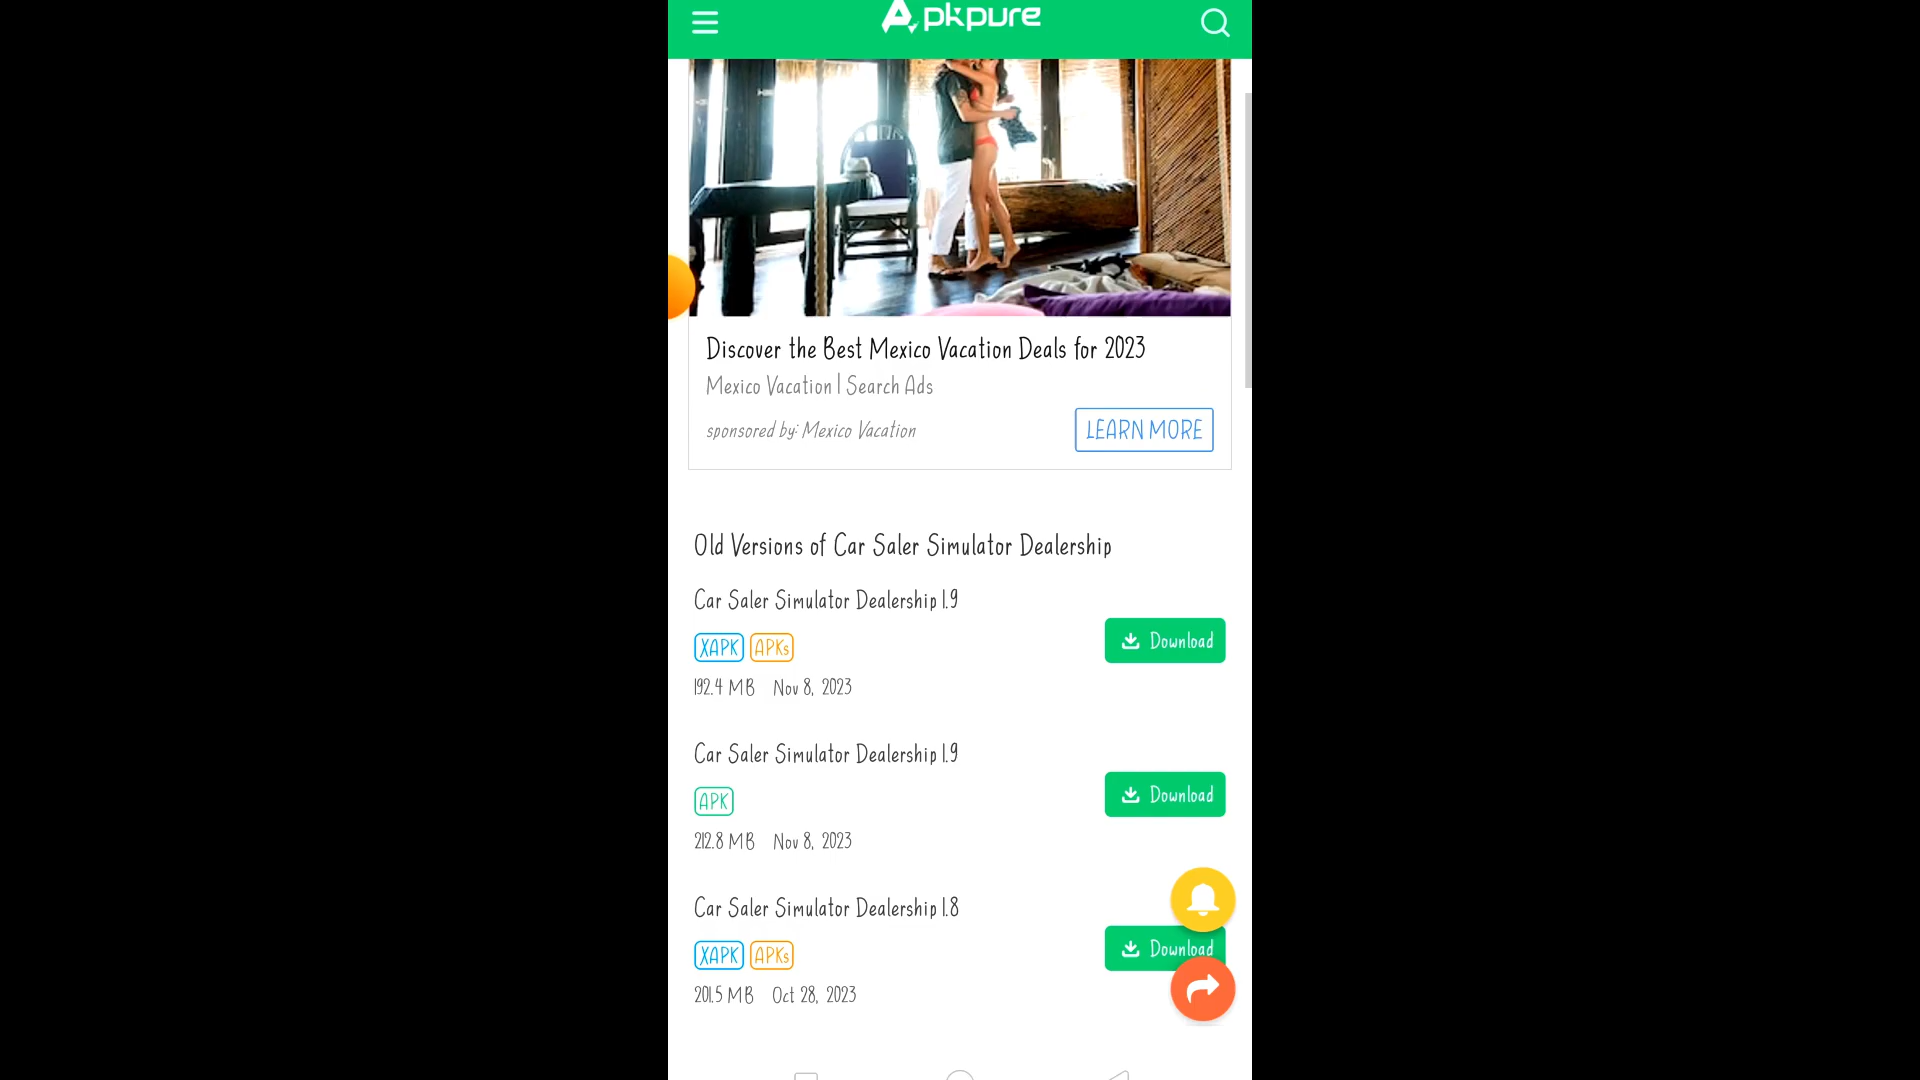 Apkpure
Discover the Best Mexico Vacation Deals for 2023
Mexico Vacation | Search Ads
sponsored by: Mexico Vacation
LEARN MORE
Old Versions of Car Saler Simulator Dealership
Car Saler Simulator Dealership 1.9
XAPK APKs
Download
192.4 MB Nov 8, 2023
Car Saler Simulator Dealership 1.9
APK
Download
212.8 MB Nov 8, 2023
Car Saler Simulator Dealership 1.8
XAPK APKs
Download
201.5 MB Oct 28, 2023